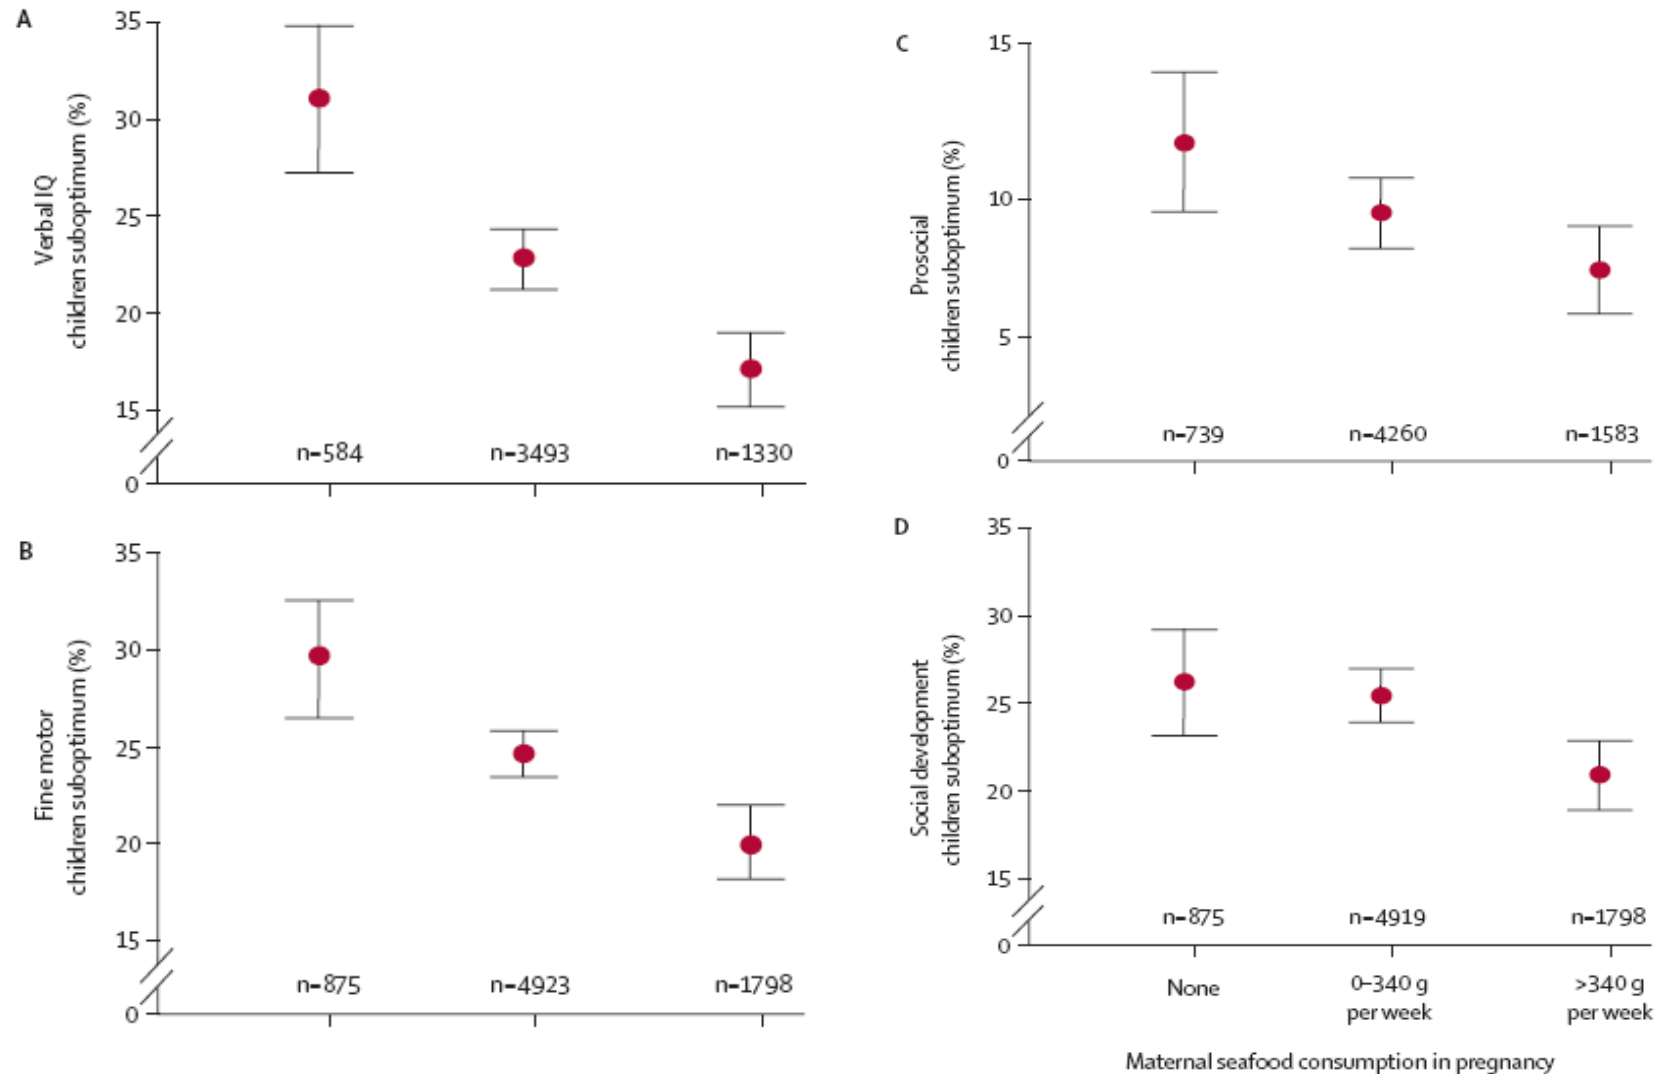 A
35
30
25
20
15
0
Verbal IQ
children suboptimum (%)
n–584
n–3493
n–1330
B
35
30
25
20
15
0
Fine motor
children suboptimum (%)
n–875
n–4923
n–1798
C
15
10
5
0
Prosocial
children suboptimum (%)
n–739
n–4260
n–1583
D
35
30
25
20
15
0
Social development
children suboptimum (%)
n–875
n–4919
n–1798
None
0–340 g
per week
>340 g
per week
Maternal seafood consumption in pregnancy